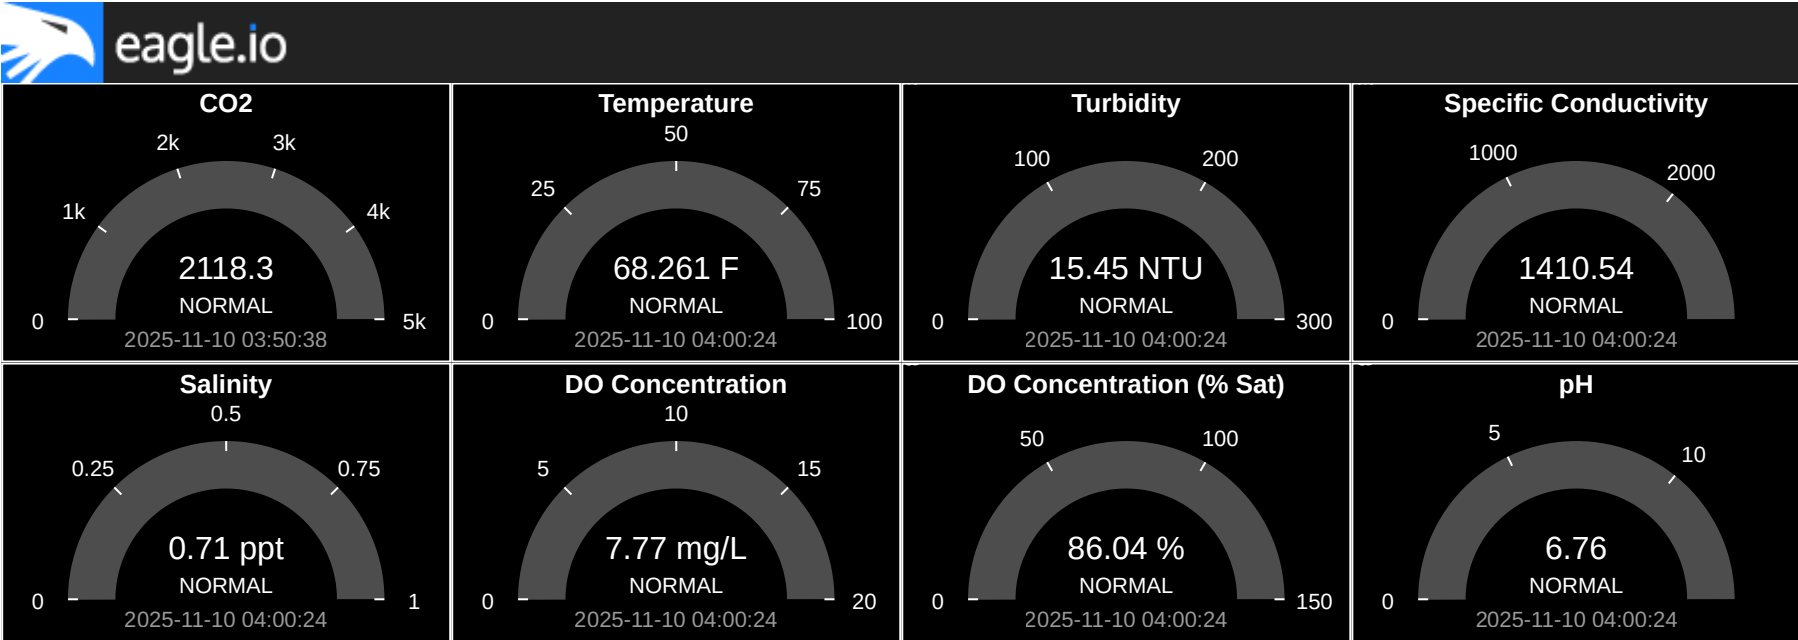 eagle.io
CO2
2k
3k
1k
4k
2118.3
NORMAL
0
5k
2025-11-10 03:50:38
Temperature
50
25
75
68.261 F
NORMAL
0
100
2025-11-10 04:00:24
Turbidity
100
200
15.45 NTU
NORMAL
0
300
2025-11-10 04:00:24
Specific Conductivity
1000
2000
1410.54
NORMAL
0
2025-11-10 04:00:24
Salinity
0.5
0.25
0.75
0.71 ppt
NORMAL
0
1
2025-11-10 04:00:24
DO Concentration
10
5
15
7.77 mg/L
NORMAL
0
20
2025-11-10 04:00:24
DO Concentration (% Sat)
50
100
86.04 %
NORMAL
0
150
2025-11-10 04:00:24
pH
5
10
6.76
NORMAL
0
2025-11-10 04:00:24